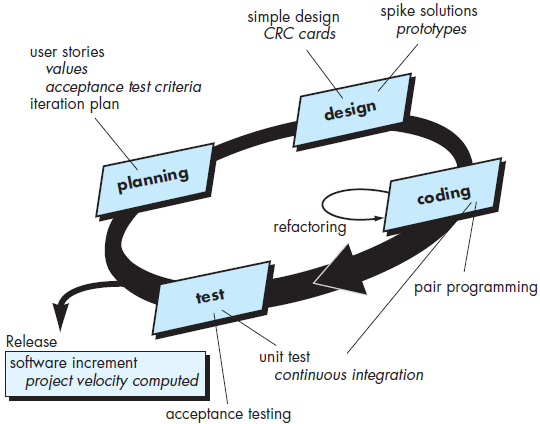 simple design
CRC cards
spike solutions
prototypes
user stories
values
acceptance test criteria
iteration plan
design
planning
coding
refactoring
test
pair programming
Release
software increment
project velocity computed
unit test
continuous integration
acceptance testing